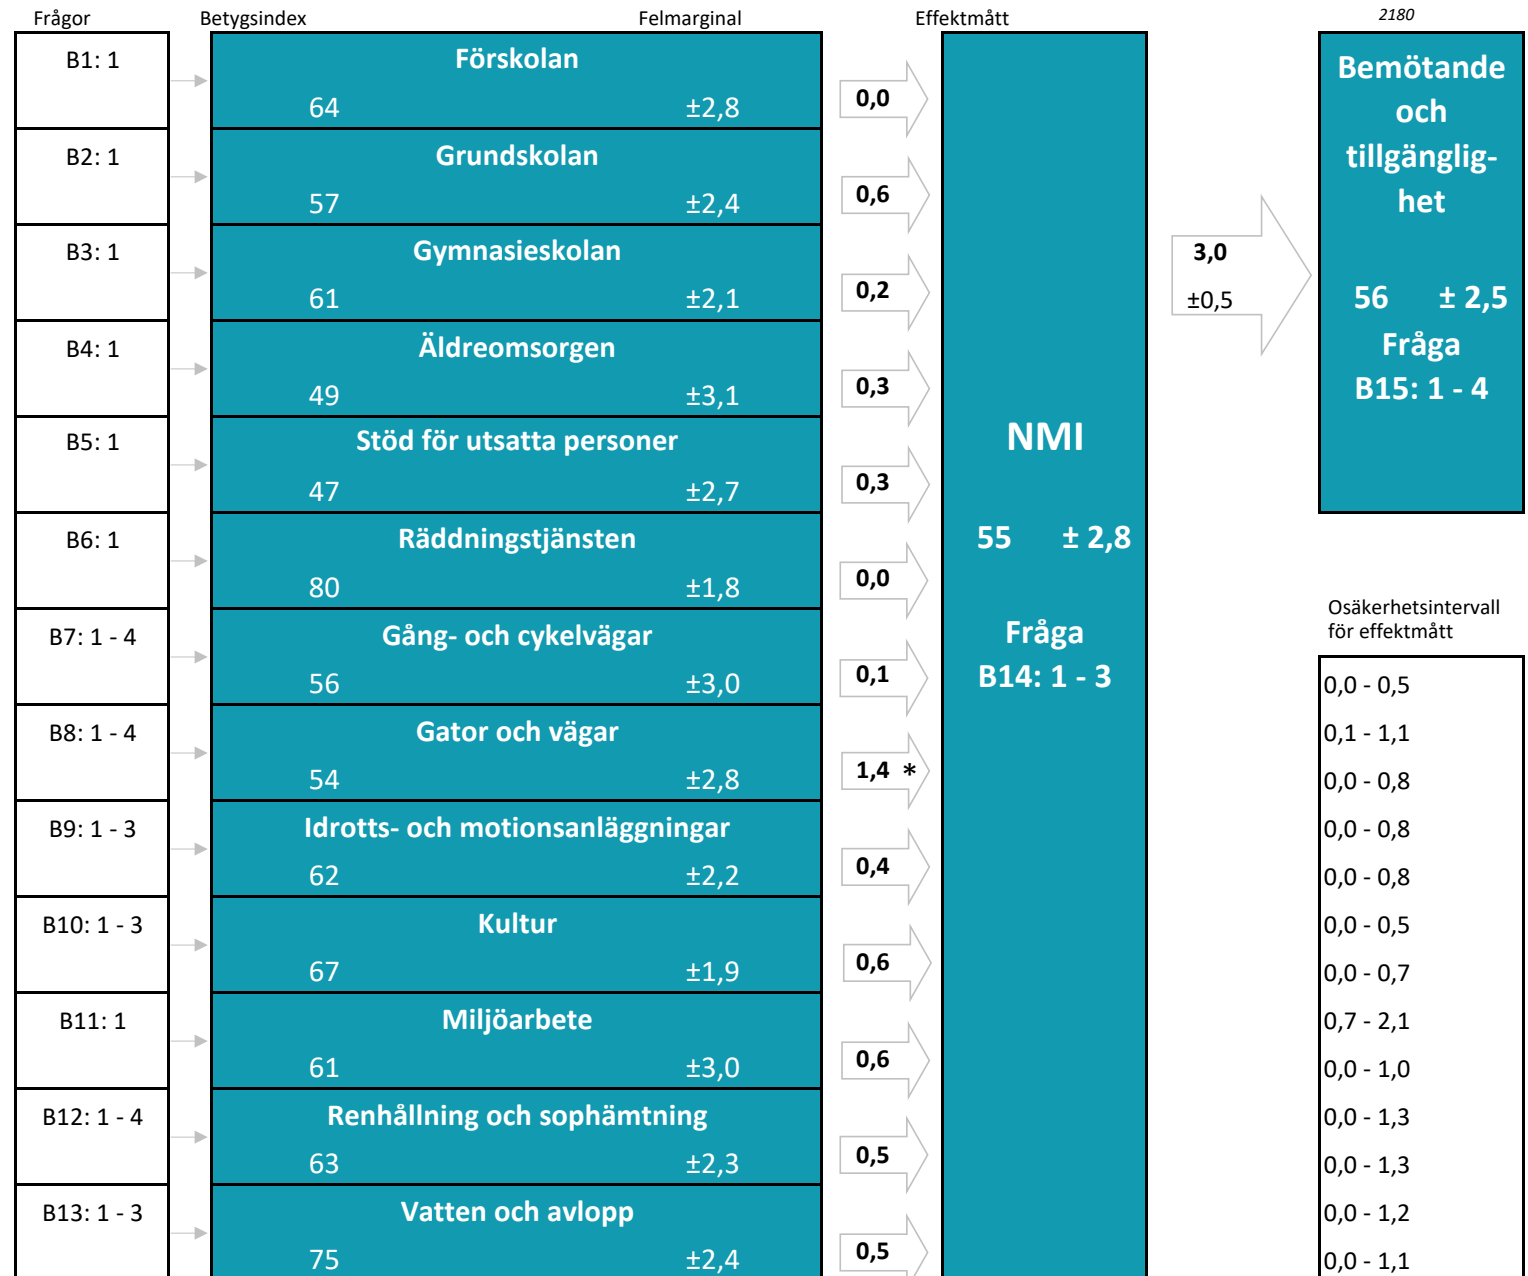 Frågor
Betygsindex
Felmarginal
Effektmått
2180
B1: 1
Förskolan
64
±2,8
0,0
B2: 1
Grundskolan
57
±2,4
0,6
B3: 1
Gymnasieskolan
61
±2,1
0,2
B4: 1
Äldreomsorgen
49
±3,1
0,3
B5: 1
Stöd för utsatta personer
47
±2,7
0,3
B6: 1
Räddningstjänsten
80
±1,8
0,0
B7: 1 - 4
Gång- och cykelvägar
56
±3,0
0,1
B8: 1 - 4
Gator och vägar
54
±2,8
1,4 *
B9: 1 - 3
Idrotts- och motionsanläggningar
62
±2,2
0,4
B10: 1 - 3
Kultur
67
±1,9
0,6
B11: 1
Miljöarbete
61
±3,0
0,6
B12: 1 - 4
Renhållning och sophämtning
63
±2,3
0,5
B13: 1 - 3
Vatten och avlopp
75
±2,4
0,5
NMI
55 ± 2,8
Fråga
B14: 1 - 3
3,0
±0,5
Bemötande
och
tillgänglig-
het
56 ± 2,5
Fråga
B15: 1 - 4
Osäkerhetsintervall
för effektmått
0,0 - 0,5
0,1 - 1,1
0,0 - 0,8
0,0 - 0,8
0,0 - 0,8
0,0 - 0,5
0,0 - 0,7
0,7 - 2,1
0,0 - 1,0
0,0 - 1,3
0,0 - 1,3
0,0 - 1,2
0,0 - 1,1